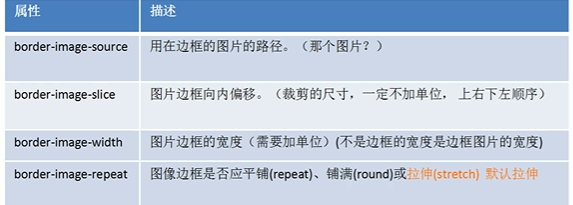 属性 描述
border-image-source 用在边框的图片的路径。（那个图片？）
border-image-slice 图片边框向内偏移。（裁剪的尺寸，一定不加单位， 上右下左顺序）
border-image-width 图片边框的宽度（需要加单位）(不是边框的宽度是边框图片的宽度)
border-image-repeat 图像边框是否应平铺(repeat)、铺满(round)或拉伸(stretch) 默认拉伸